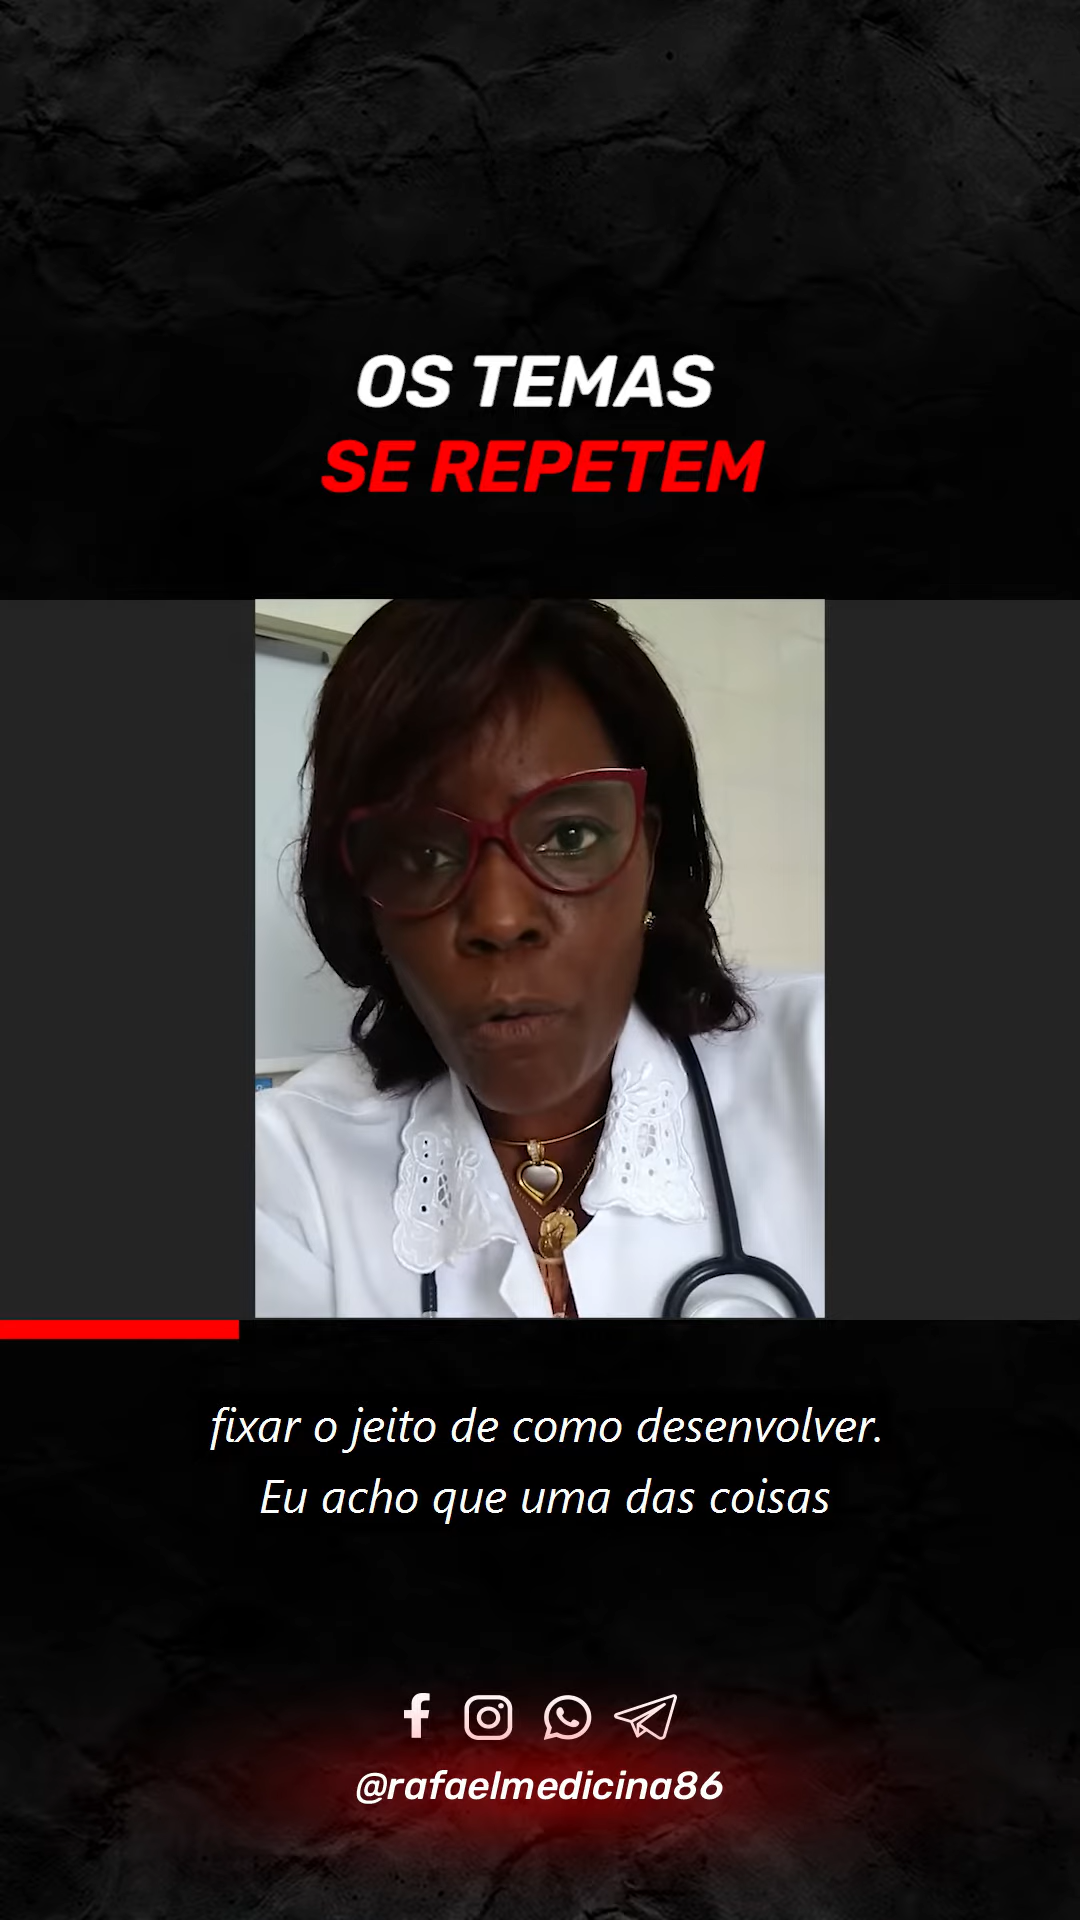 OS TEMAS
SE REPETEM
fixar o jeito de como desenvolver.
Eu acho que uma das coisas
@rafaelmedicina86